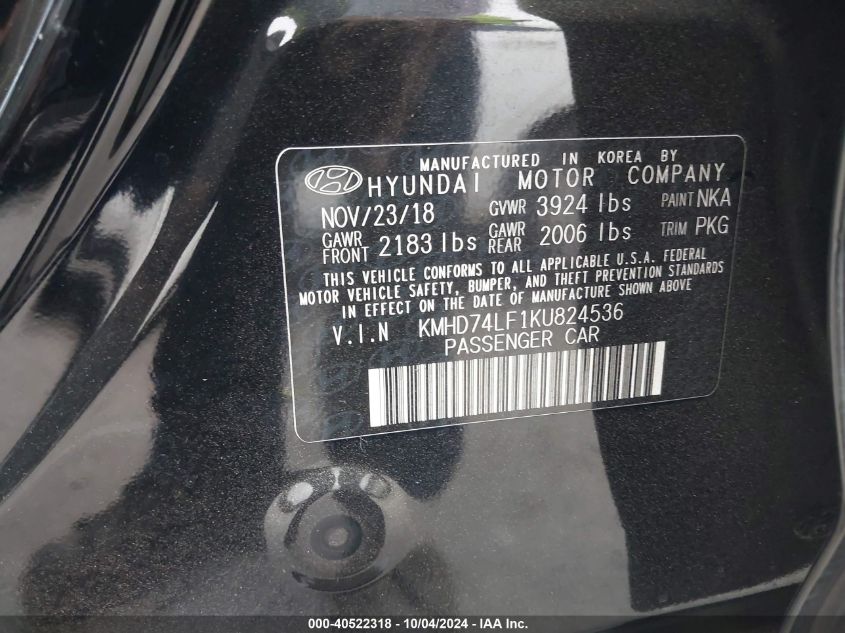 MANUFACTURED IN KOREA BY
HYUNDAI MOTOR COMPANY
NOV/23/18 GVWR 3924 lbs PAINT NKA
GAWR FRONT 2183 lbs GAWR REAR 2006 lbs TRIM PKG
THIS VEHICLE CONFORMS TO ALL APPLICABLE U.S.A. FEDERAL
MOTOR VEHICLE SAFETY, BUMPER, AND THEFT PREVENTION STANDARDS
IN EFFECT ON THE DATE OF MANUFACTURE SHOWN ABOVE
V.I.N KMHD74LF1KU824536
PASSENGER CAR
000-40522318 - 10/04/2024 - IAA Inc.